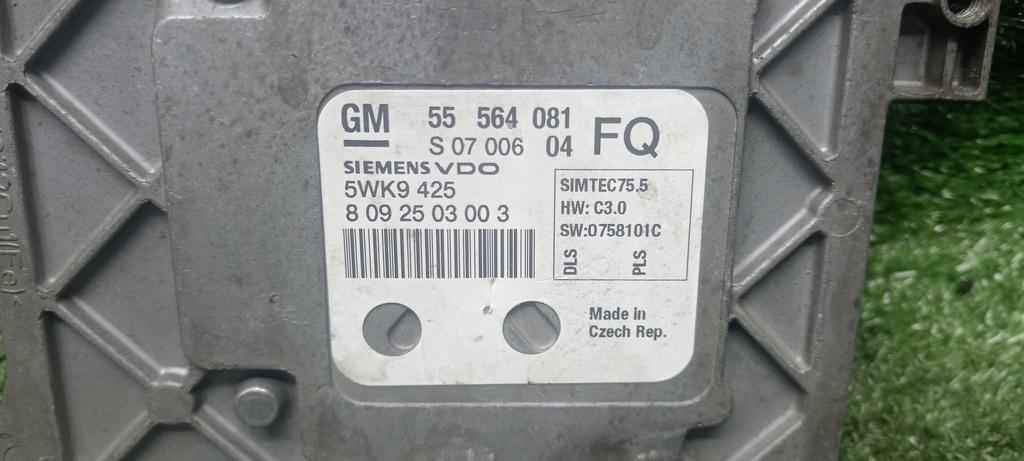 GM 55 564 081
S 07 006 04 FQ
SIEMENS VDO
5WK9 425
8 09 25 03 00 3
SIMTEC75.5
HW: C3.0
SW:0758101C
DLS PLS
Made in
Czech Rep.